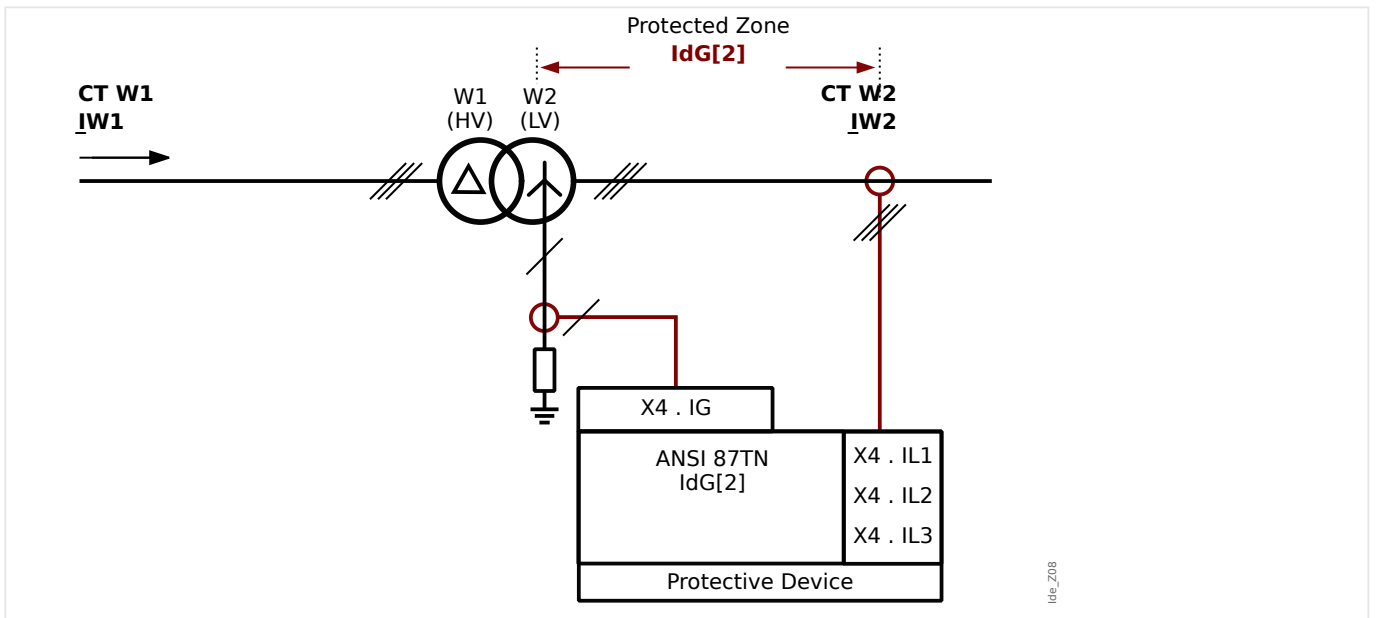 Protected Zone
IdG[2]
CT W1
IW1
W1
(HV)
W2
(LV)
CT W2
IW2
X4 . IG
ANSI 87TN
IdG[2]
X4 . IL1
X4 . IL2
X4 . IL3
Protective Device
Ide_Z08